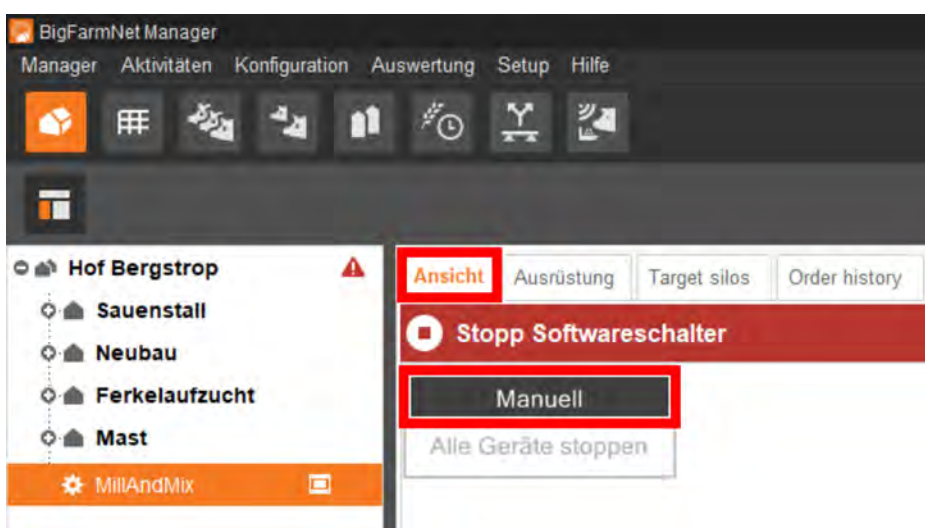 BigFarmNet Manager
Manager Aktivitäten Konfiguration Auswertung Setup Hilfe
Hof Bergstrop
Sauenstall
Neubau
Ferkelaufzucht
Mast
MillAndMix
Ansicht Ausrüstung Target silos Order history
Stopp Softwareschalter
Manuell
Alle Geräte stoppen